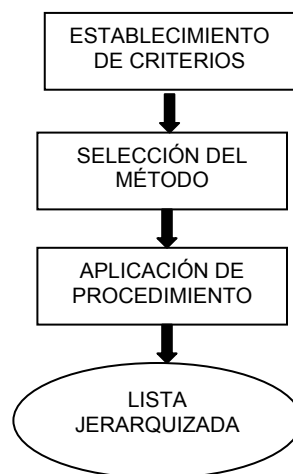 ESTABLECIMIENTO
DE CRITERIOS
SELECCIÓN DEL
MÉTODO
APLICACIÓN DE
PROCEDIMIENTO
LISTA
JERARQUIZADA